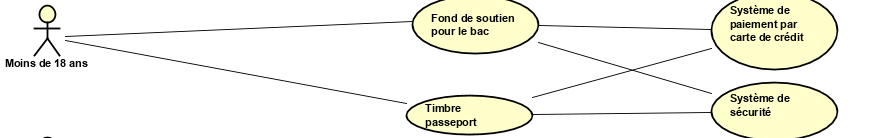 Moins de 18 ans
Fond de soutien
pour le bac
Timbre
passeport
Système de
paiement par
carte de crédit
Système de
sécurité